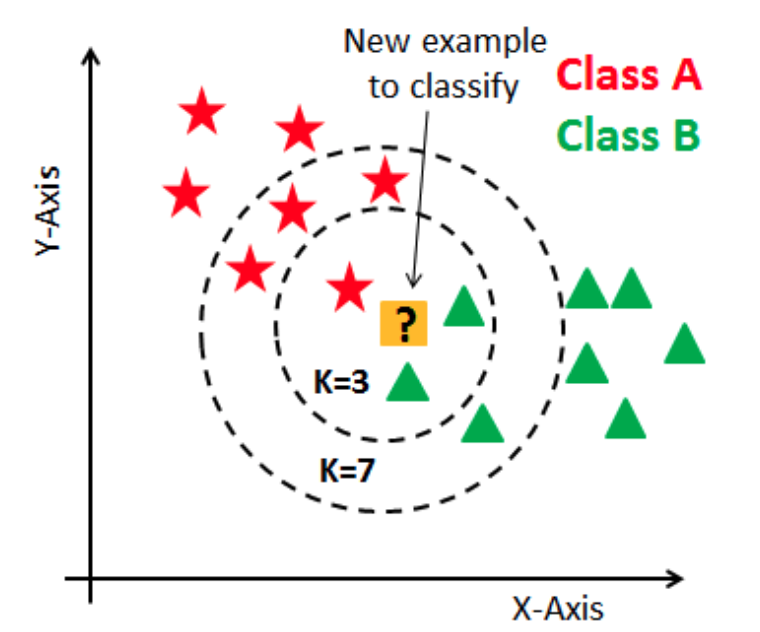 New example
to classify
Class A
Class B
Y-Axis
?
K=3
K=7
X-Axis